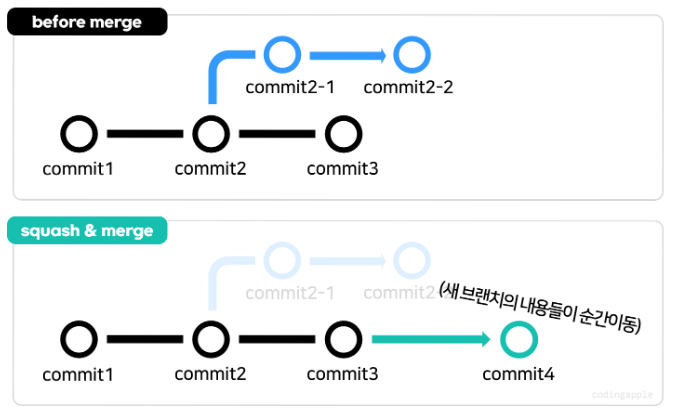 before merge
commit2-1 commit2-2
commit1 commit2 commit3
squash & merge
commit2-1 commit2-2
(새 브랜치의 내용들이 순간이동)
commit1 commit2 commit3 commit4
codingapple